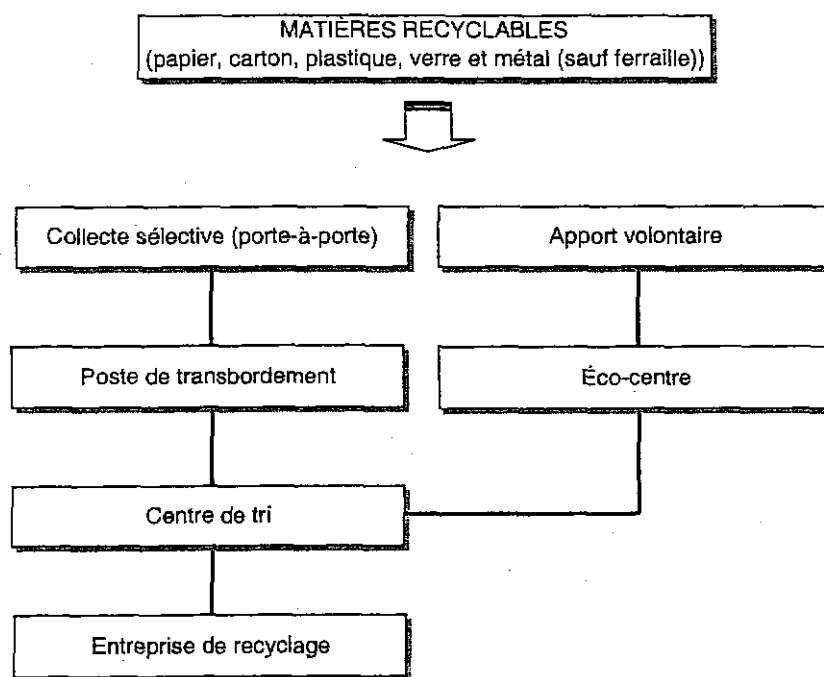 MATIÈRES RECYCLABLES
(papier, carton, plastique, verre et métal (sauf ferraille))
Collecte sélective (porte-à-porte)
Apport volontaire
Poste de transbordement
Éco-centre
Centre de tri
Entreprise de recyclage